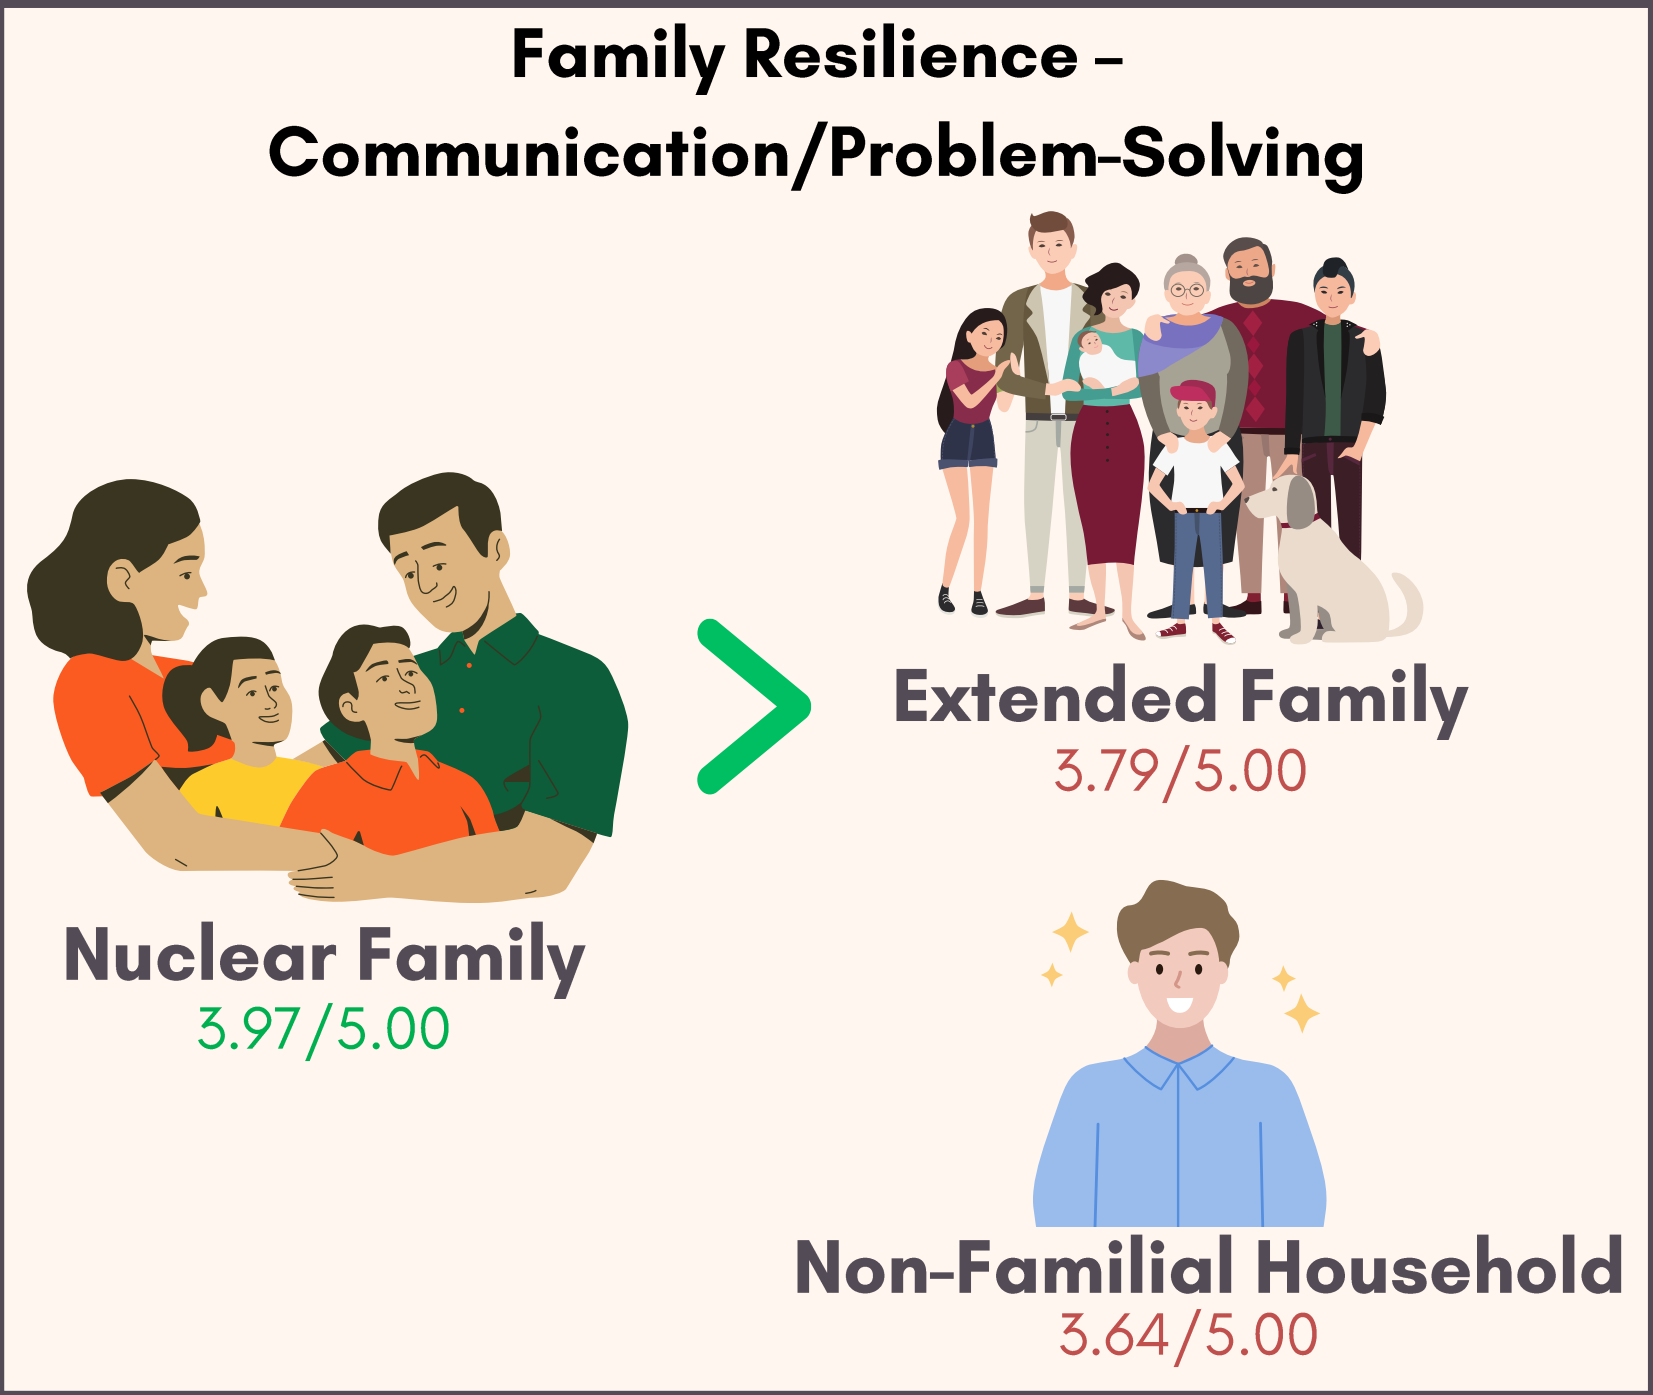 Family Resilience –
Communication/Problem-Solving
Nuclear Family
3.97/5.00
Extended Family
3.79/5.00
Non-Familial Household
3.64/5.00